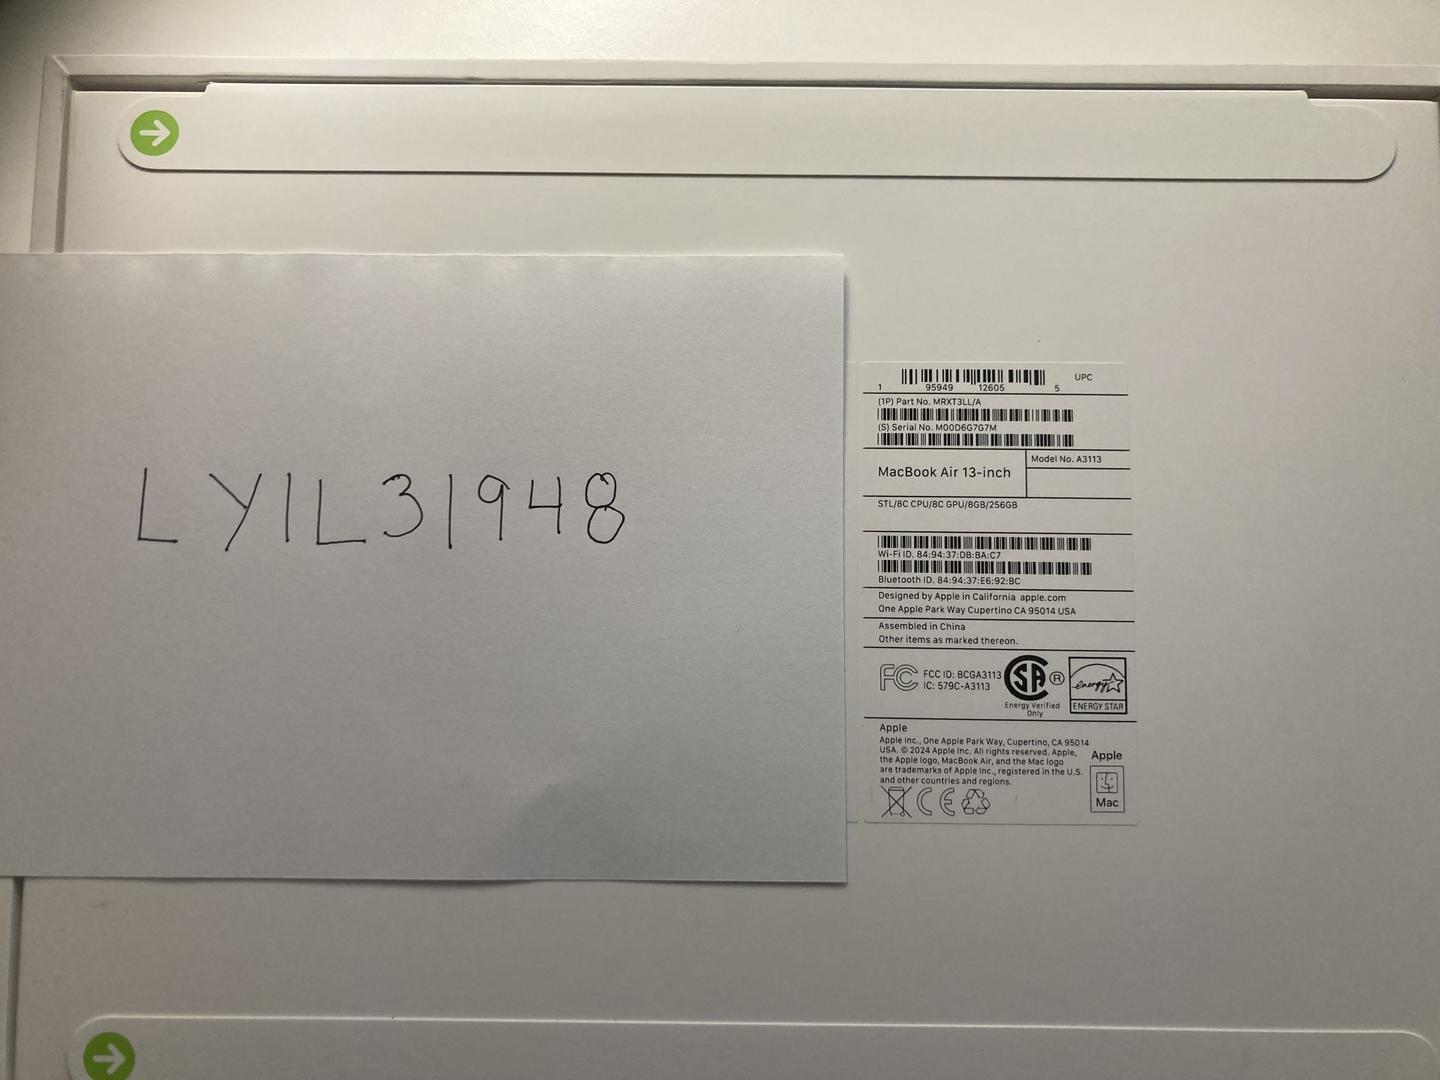 LYIL31948
UPC
1 95949 12605 5
(1P) Part No. MRXT3LL/A
(S) Serial No. M00D6G7G7M
MacBook Air 13-inch
Model No. A3113
STL/8C CPU/8C GPU/8GB/256GB
Wi-Fi ID. 84:94:37:DB:BA:C7
Bluetooth ID. 84:94:37:E6:92:BC
Designed by Apple in California apple.com
One Apple Park Way Cupertino CA 95014 USA
Assembled in China
Other items as marked thereon.
FC
FCC ID: BCGA3113
IC: 579C-A3113
SA ®
Energy Verified
Only
energy
ENERGY STAR
Apple
Apple Inc., One Apple Park Way, Cupertino, CA 95014
USA. © 2024 Apple Inc. All rights reserved. Apple,
the Apple logo, MacBook Air, and the Mac logo
are trademarks of Apple Inc., registered in the U.S.
and other countries and regions.
CE
Apple
Mac